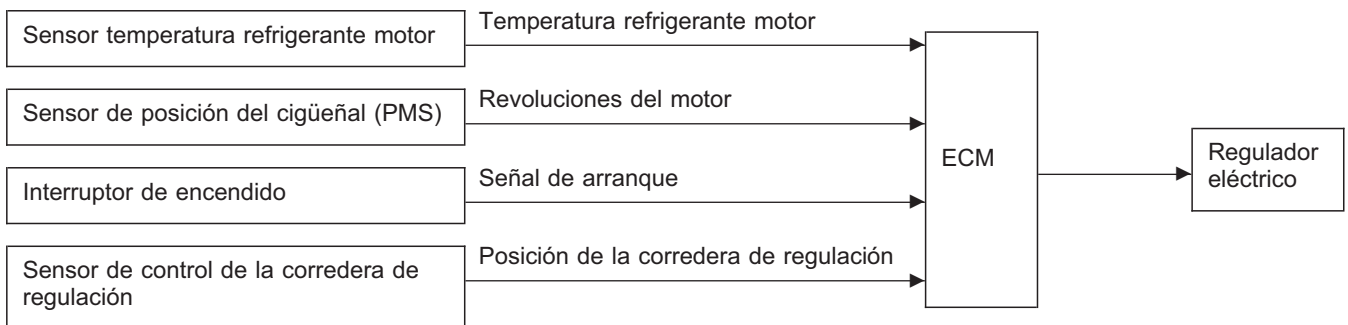 Sensor temperatura refrigerante motor
Temperatura refrigerante motor
Sensor de posición del cigüeñal (PMS)
Revoluciones del motor
Interruptor de encendido
Señal de arranque
Sensor de control de la corredera de
regulación
Posición de la corredera de regulación
ECM
Regulador
eléctrico